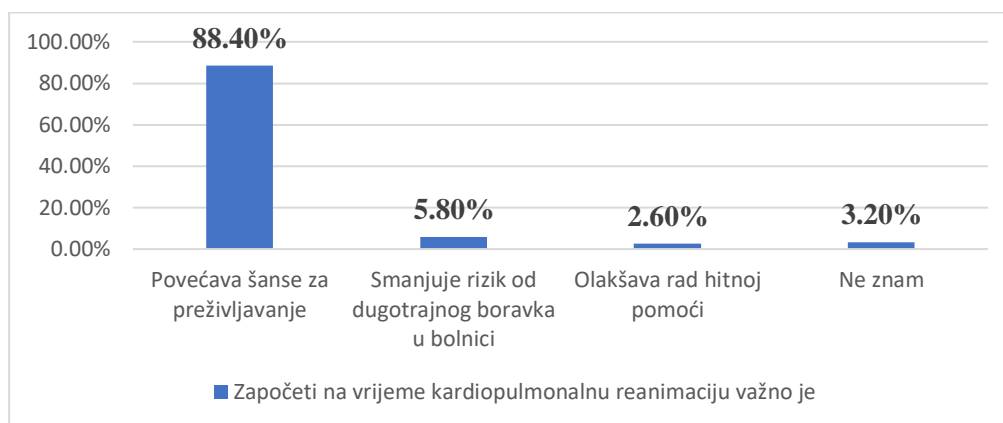 100.00%
80.00%
60.00%
40.00%
20.00%
0.00%
88.40%
5.80%
2.60%
3.20%
Povećava šanse za
preživljavanje
Smanjuje rizik od
dugotrajnog boravka
u bolnici
Olakšava rad hitnoj
pomoći
Ne znam
Započeti na vrijeme kardiopulmonalnu reanimaciju važno je